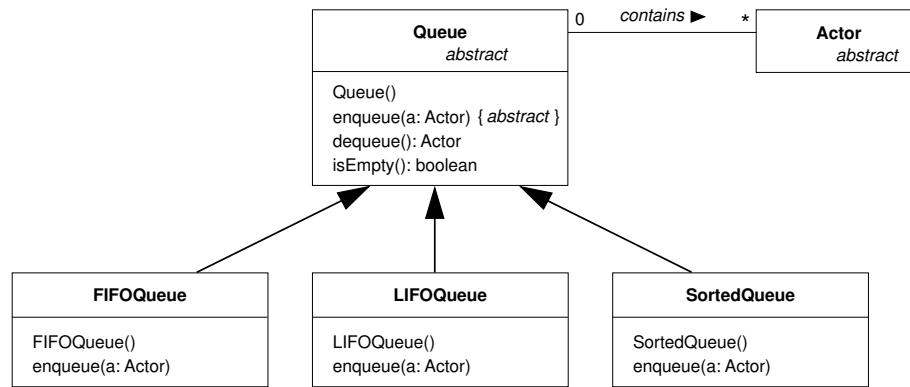 Queue
abstract
0 contains ► *
Actor
abstract
Queue()
enqueue(a: Actor) { abstract }
dequeue(): Actor
isEmpty(): boolean
FIFOQueue
FIFOQueue()
enqueue(a: Actor)
LIFOQueue
LIFOQueue()
enqueue(a: Actor)
SortedQueue
SortedQueue()
enqueue(a: Actor)